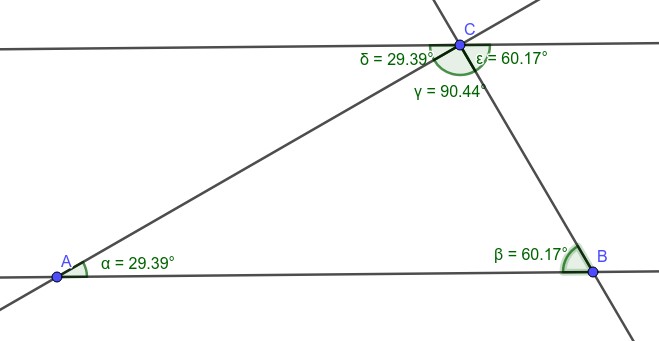 C
δ = 29.39°
ε = 60.17°
γ = 90.44°
A
α = 29.39°
β = 60.17°
B